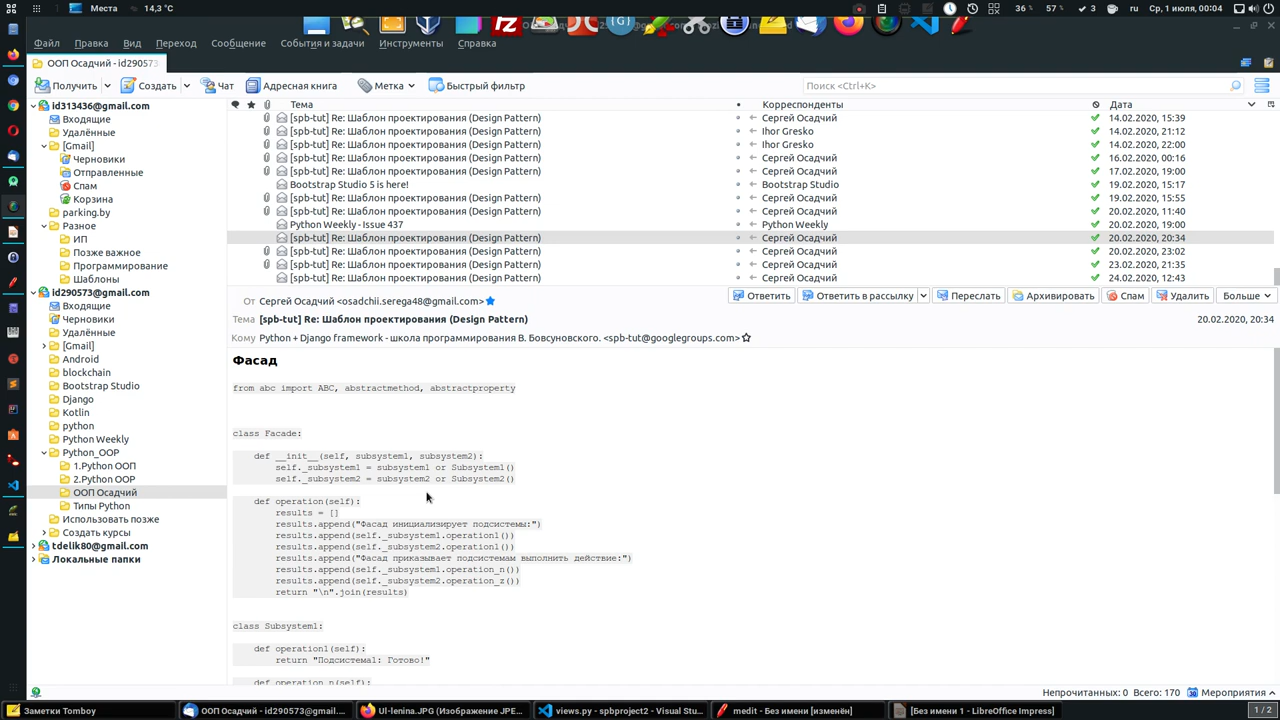 Места
14,3 °C
36 %
57 %
3
ru
Ср, 1 июля, 00:04
Файл Правка Вид Переход Сообщение События и задачи Инструменты Справка
ООП Осадчий - id290573
Получить Создать Чат Адресная книга Метка Быстрый фильтр
Поиск <Ctrl+K>
id313436@gmail.com
Входящие
Удалённые
[Gmail]
Черновики
Отправленные
Спам
Корзина
parking.by
Разное
ИП
Позже важное
Программирование
Шаблоны
id290573@gmail.com
Входящие
Черновики
Удалённые
[Gmail]
Android
blockchain
Bootstrap Studio
Django
Kotlin
python
Python Weekly
Python_OOP
1.Python ООП
2.Python OOP
ООП Осадчий
Типы Python
Использовать позже
Создать курсы
tdelik80@gmail.com
Локальные папки
Тема Корреспонденты Дата
[spb-tut] Re: Шаблон проектирования (Design Pattern) Сергей Осадчий 14.02.2020, 15:39
[spb-tut] Re: Шаблон проектирования (Design Pattern) Ihor Gresko 14.02.2020, 21:12
[spb-tut] Re: Шаблон проектирования (Design Pattern) Ihor Gresko 14.02.2020, 22:00
[spb-tut] Re: Шаблон проектирования (Design Pattern) Сергей Осадчий 16.02.2020, 00:16
[spb-tut] Re: Шаблон проектирования (Design Pattern) Сергей Осадчий 17.02.2020, 19:00
Bootstrap Studio 5 is here! Bootstrap Studio 19.02.2020, 15:17
[spb-tut] Re: Шаблон проектирования (Design Pattern) Сергей Осадчий 19.02.2020, 15:55
[spb-tut] Re: Шаблон проектирования (Design Pattern) Сергей Осадчий 20.02.2020, 11:40
Python Weekly - Issue 437 Python Weekly 20.02.2020, 19:00
[spb-tut] Re: Шаблон проектирования (Design Pattern) Сергей Осадчий 20.02.2020, 20:34
[spb-tut] Re: Шаблон проектирования (Design Pattern) Сергей Осадчий 20.02.2020, 23:02
[spb-tut] Re: Шаблон проектирования (Design Pattern) Сергей Осадчий 23.02.2020, 21:35
[spb-tut] Re: Шаблон проектирования (Design Pattern) Сергей Осадчий 24.02.2020, 12:43
От Сергей Осадчий <osadchii.serega48@gmail.com>
Ответить Ответить в рассылку Переслать Архивировать Спам Удалить Больше
Тема [spb-tut] Re: Шаблон проектирования (Design Pattern) 20.02.2020, 20:34
Кому Python + Django framework - школа программирования В. Бовсуновского. <spb-tut@googlegroups.com>
Фасад
from abc import ABC, abstractmethod, abstractproperty
class Facade:
def __init__(self, subsystem1, subsystem2):
self._subsystem1 = subsystem1 or Subsystem1()
self._subsystem2 = subsystem2 or Subsystem2()
def operation(self):
results = []
results.append("Фасад инициализирует подсистемы:")
results.append(self._subsystem1.operation1())
results.append(self._subsystem2.operation1())
results.append("Фасад приказывает подсистемам выполнить действие:")
results.append(self._subsystem1.operation_n())
results.append(self._subsystem2.operation_z())
return "\n".join(results)
class Subsystem1:
def operation1(self):
return "Подсистема1: Готово!"
def operation_n(self):
Непрочитанных: 0 Всего: 170 Мероприятия
Заметки Tomboy
ООП Осадчий - id290573@gmail....
Ul-lenina.JPG (Изображение JPE...
views.py - spbproject2 - Visual Stu...
medit - Без имени [изменён]
[Без имени 1 - LibreOffice Impress]
1 / 2